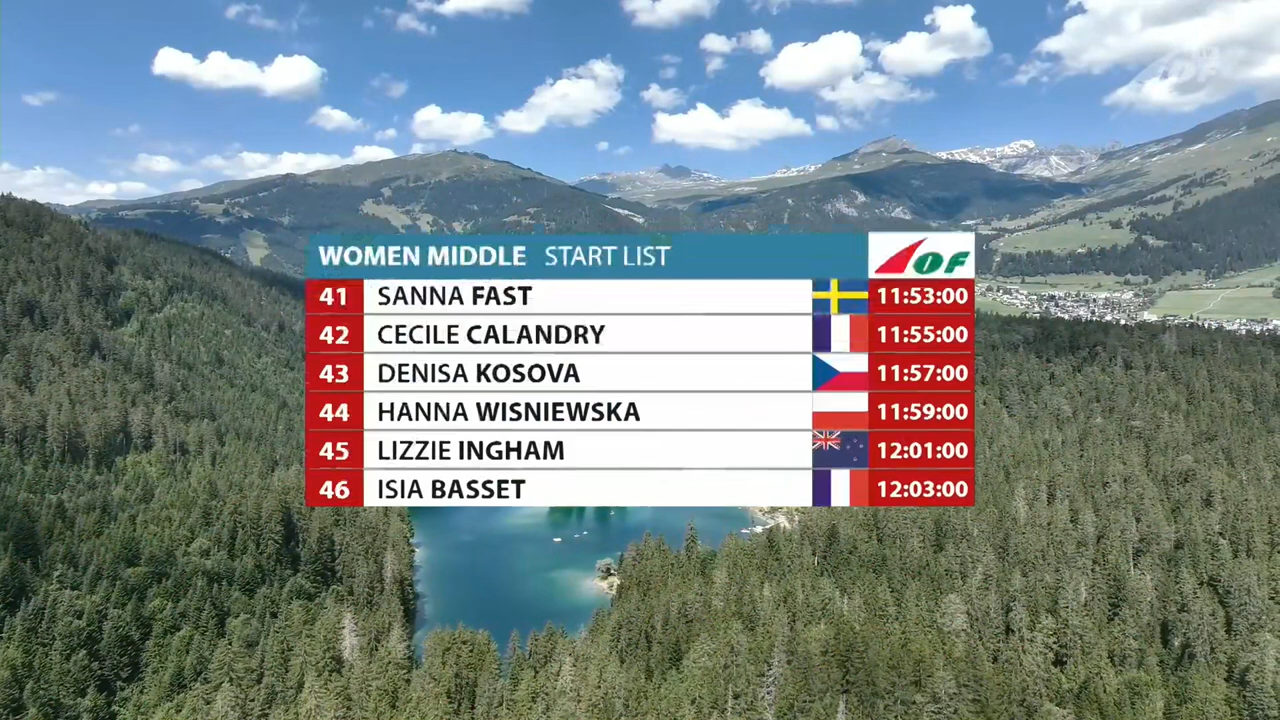 WOMEN MIDDLE START LIST IOF
41 SANNA FAST 11:53:00
42 CECILE CALANDRY 11:55:00
43 DENISA KOSOVA 11:57:00
44 HANNA WISNIEWSKA 11:59:00
45 LIZZIE INGHAM 12:01:00
46 ISIA BASSET 12:03:00